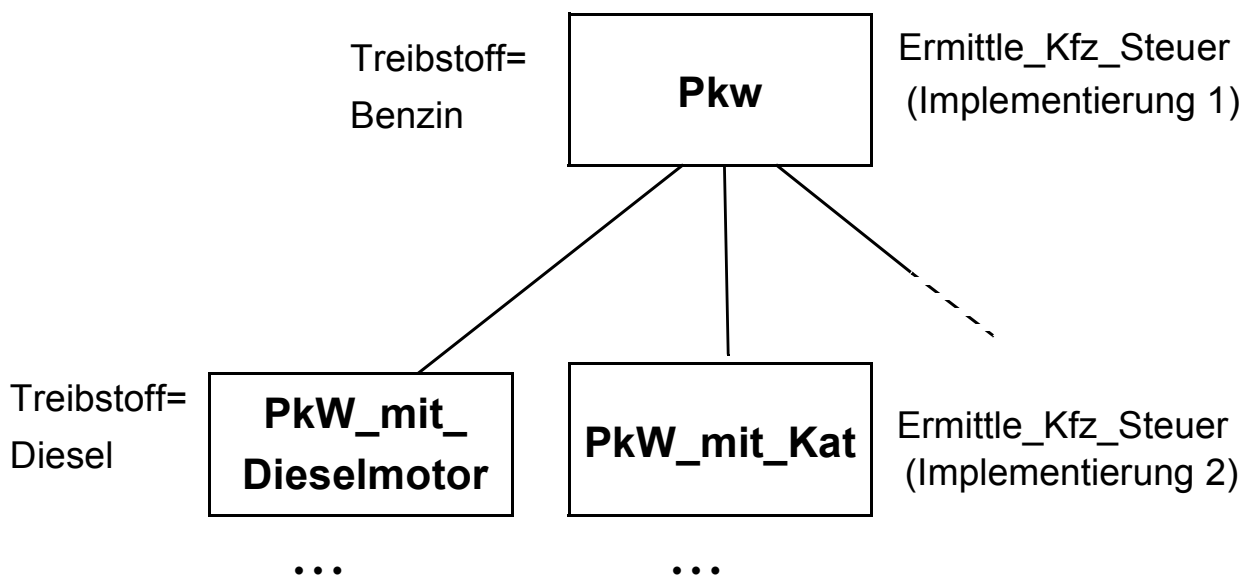 Treibstoff=
Benzin
Pkw
Ermittle_Kfz_Steuer
(Implementierung 1)
Treibstoff=
Diesel
PkW_mit_
Dieselmotor
PkW_mit_Kat
Ermittle_Kfz_Steuer
(Implementierung 2)
...
...